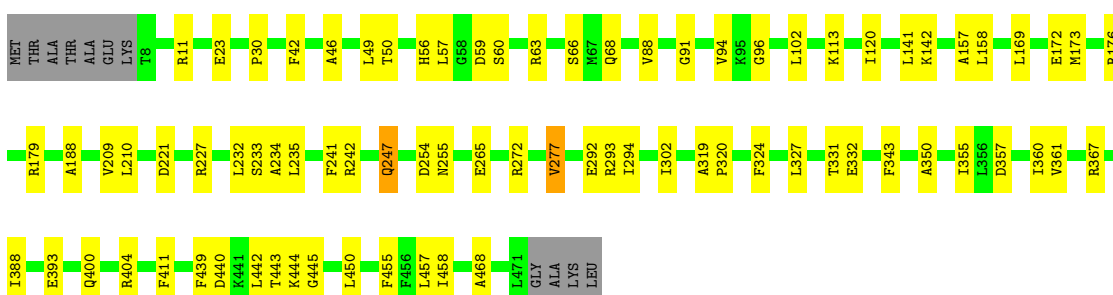 MET THR ALA THR ALA GLU LYS T8 R11 E23 P30 F42 A46 L49 T50 H56 L57 G58 D59 S60 R63 S66 M67 Q68 V88 G91 V94 K95 G96 L102 K113 I120 L141 K142 A157 L158 L169 E172 M173 R176
R179 A188 V209 L210 D221 R227 L232 S233 A234 L235 F241 R242 Q247 D254 N255 E265 R272 V277 E292 R293 I294 I302 A319 P320 F324 L327 T331 E332 F343 A350 I355 L356 D357 I360 V361 R367
I388 E393 Q400 R404 F411 F439 D440 K441 L442 T443 K444 G445 L450 F455 F456 L457 I458 A468 L471 GLY ALA LYS LEU